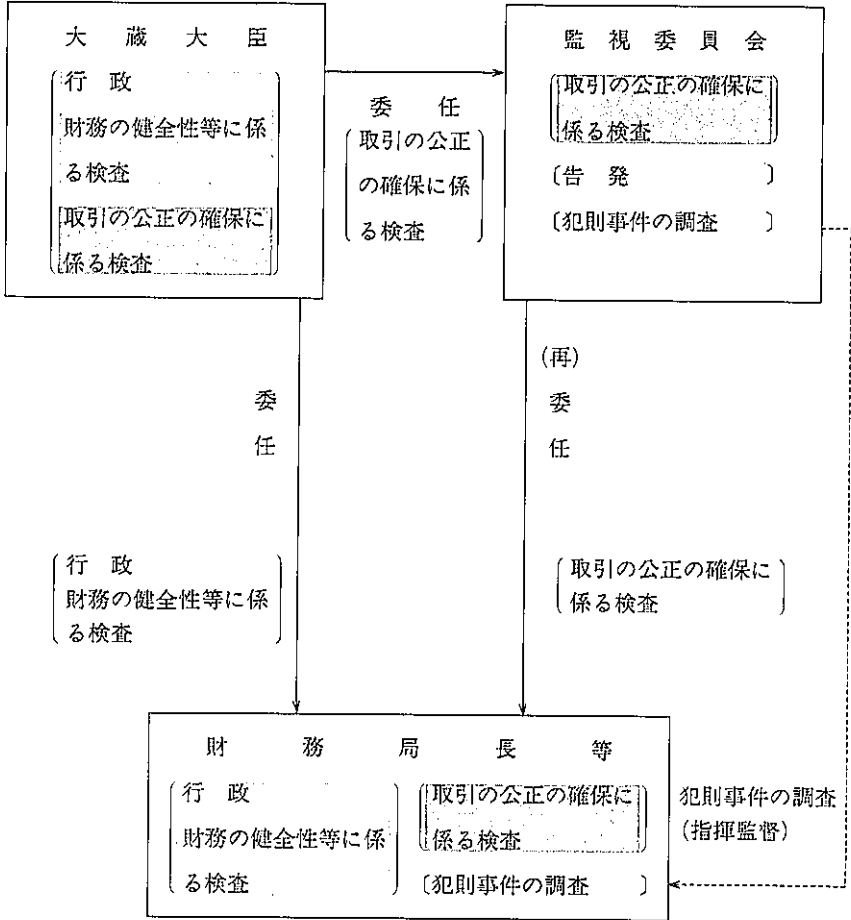 大蔵大臣
行政
財務の健全性等に係
る検査
取引の公正の確保に
係る検査
委任
取引の公正
の確保に係
る検査
監視委員会
取引の公正の確保に
係る検査
〔告発〕
〔犯則事件の調査〕
委
任
行政
財務の健全性等に係
る検査
(再)
委
任
取引の公正の確保に
係る検査
財務局長等
行政
財務の健全性等に係
る検査
取引の公正の確保に
係る検査
〔犯則事件の調査〕
犯則事件の調査
(指揮監督)